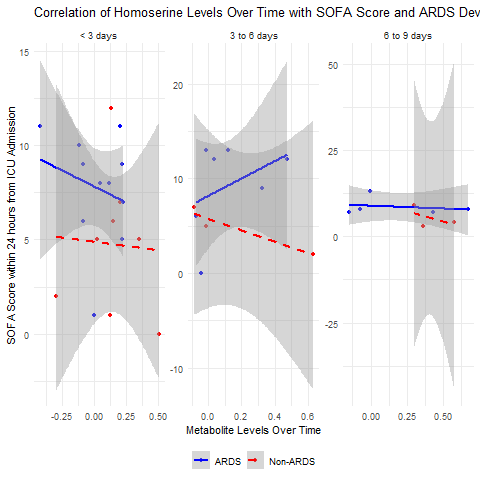 Correlation of Homoserine Levels Over Time with SOFA Score and ARDS Dev
< 3 days
3 to 6 days
6 to 9 days
SOFA Score within 24 hours from ICU Admission
15
10
5
0
20
10
0
-10
50
25
0
-25
-0.25 0.00 0.25 0.50
0.0 0.2 0.4 0.6
0.00 0.25 0.50
Metabolite Levels Over Time
ARDS Non-ARDS